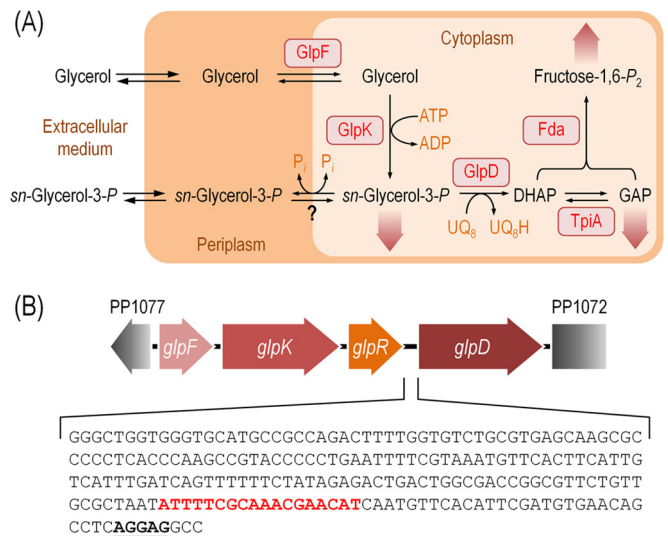 (A)
Cytoplasm
GlpF
Glycerol Glycerol Glycerol Fructose-1,6-P2
Extracellular
medium
GlpK
ATP
ADP
Fda
Pi Pi
GlpD
sn-Glycerol-3-P sn-Glycerol-3-P sn-Glycerol-3-P DHAP GAP
?
TpiA
UQ8 UQ8H
Periplasm
(B)
PP1077 PP1072
glpF glpK glpR glpD
GGGCTGGTGGGTGCATGCCGCCAGACTTTTGGTGTCTGCGTGAGCAAGCGC
CCCCTCACCCAAGCCGTACCCCCTGAATTTTCGTAAATGTTCACTTCATTG
TCATTTGATCAGTTTTTTCTATAGAGACTGACTGGCGACCGGCGTTCTGTT
GCGCTAATATTTTCGCAAACGAACATCAATGTTCACATTCGATGTGAACAG
CCTCAGGAGGCC